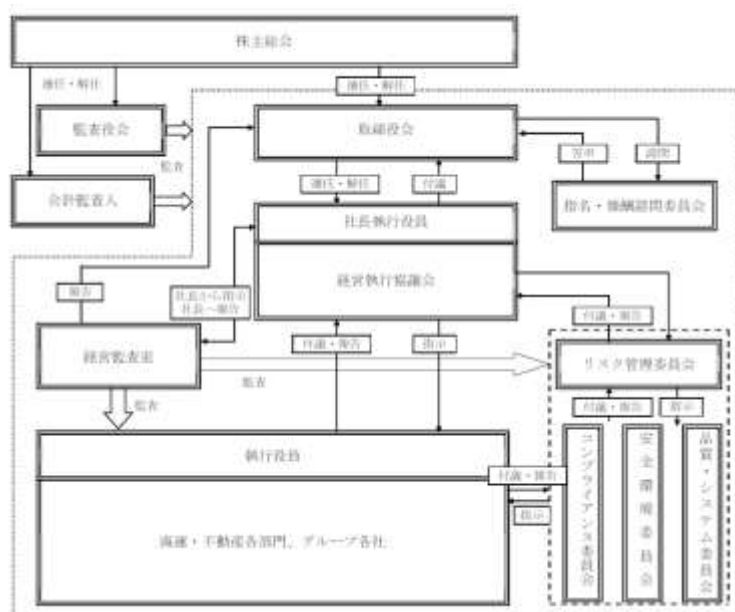 株主総会
選任・解任
選任・解任
監査役会
取締役会
監査
答申
諮問
会計監査人
選任・解任
付議
指名・報酬諮問委員会
社長執行役員
経営執行協議会
報告
社長から指示
社長へ報告
付議・報告
経営監査室
付議・報告
指示
リスク管理委員会
監査
監査
付議・報告
指示
執行役員
付議・報告
指示
海運・不動産各部門、グループ各社
コンプライアンス委員会
安全環境委員会
品質・システム委員会